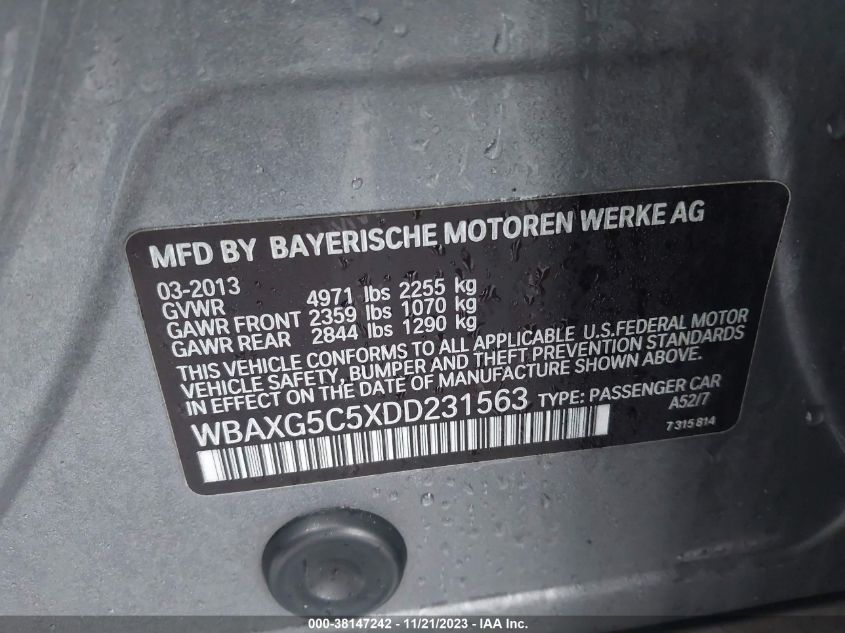 MFD BY BAYERISCHE MOTOREN WERKE AG
03-2013
GVWR 4971 lbs 2255 kg
GAWR FRONT 2359 lbs 1070 kg
GAWR REAR 2844 lbs 1290 kg
THIS VEHICLE CONFORMS TO ALL APPLICABLE U.S.FEDERAL MOTOR
VEHICLE SAFETY, BUMPER AND THEFT PREVENTION STANDARDS
IN EFFECT ON THE DATE OF MANUFACTURE SHOWN ABOVE.
WBAXG5C5XDD231563 TYPE: PASSENGER CAR
A52/7
7 315 814
000-38147242 - 11/21/2023 - IAA Inc.